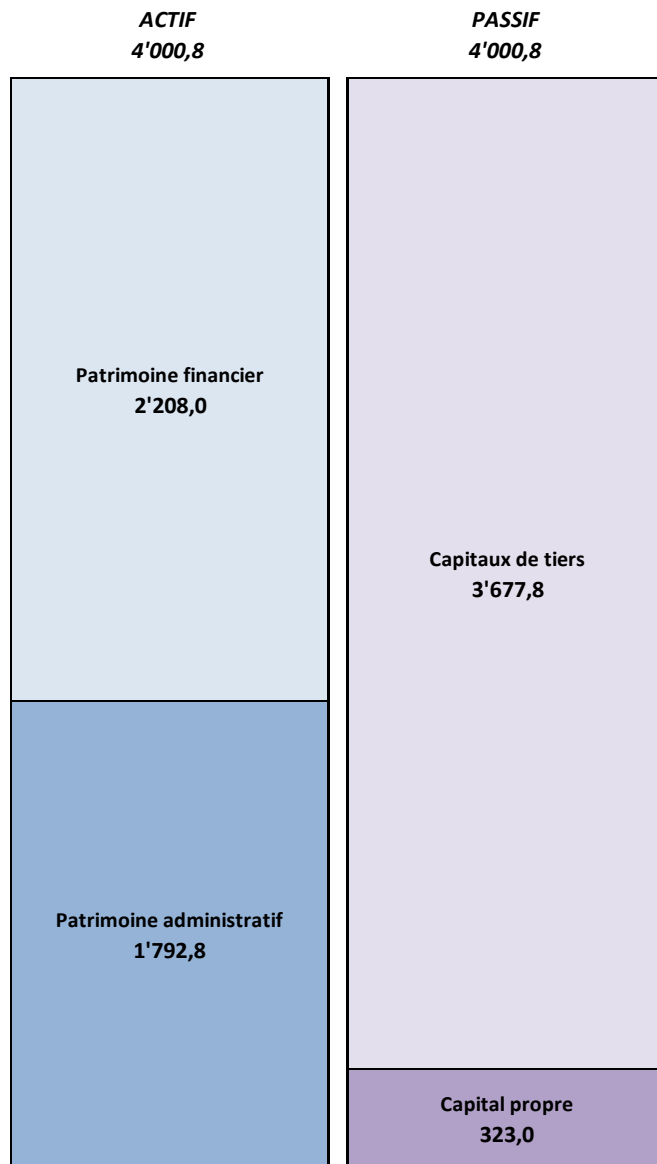 ACTIF
4'000,8
PASSIF
4'000,8
Patrimoine financier
2'208,0
Capitaux de tiers
3'677,8
Patrimoine administratif
1'792,8
Capital propre
323,0